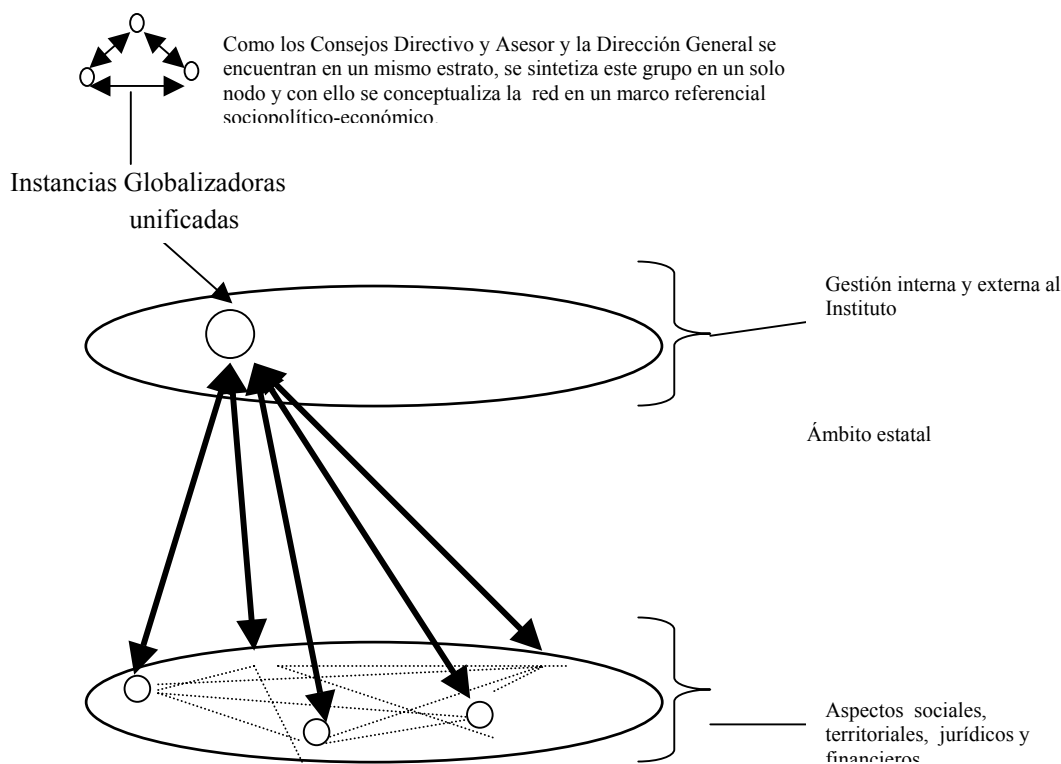 Como los Consejos Directivo y Asesor y la Dirección General se
encuentran en un mismo estrato, se sintetiza este grupo en un solo
nodo y con ello se conceptualiza la red en un marco referencial
sociopolítico-económico.
Instancias Globalizadoras
unificadas
Gestión interna y externa al
Instituto
Ámbito estatal
Aspectos sociales,
territoriales, jurídicos y
financieros